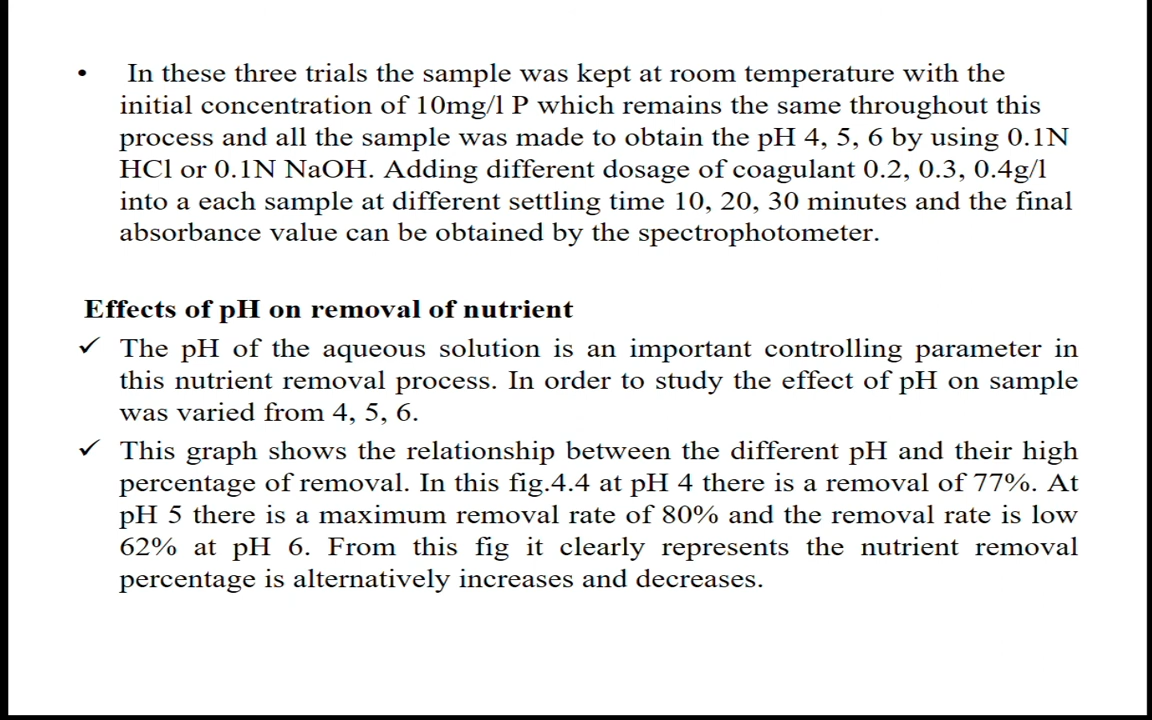 • In these three trials the sample was kept at room temperature with the
initial concentration of 10mg/l P which remains the same throughout this
process and all the sample was made to obtain the pH 4, 5, 6 by using 0.1N
HCl or 0.1N NaOH. Adding different dosage of coagulant 0.2, 0.3, 0.4g/l
into a each sample at different settling time 10, 20, 30 minutes and the final
absorbance value can be obtained by the spectrophotometer.
Effects of pH on removal of nutrient
✓ The pH of the aqueous solution is an important controlling parameter in
this nutrient removal process. In order to study the effect of pH on sample
was varied from 4, 5, 6.
✓ This graph shows the relationship between the different pH and their high
percentage of removal. In this fig.4.4 at pH 4 there is a removal of 77%. At
pH 5 there is a maximum removal rate of 80% and the removal rate is low
62% at pH 6. From this fig it clearly represents the nutrient removal
percentage is alternatively increases and decreases.